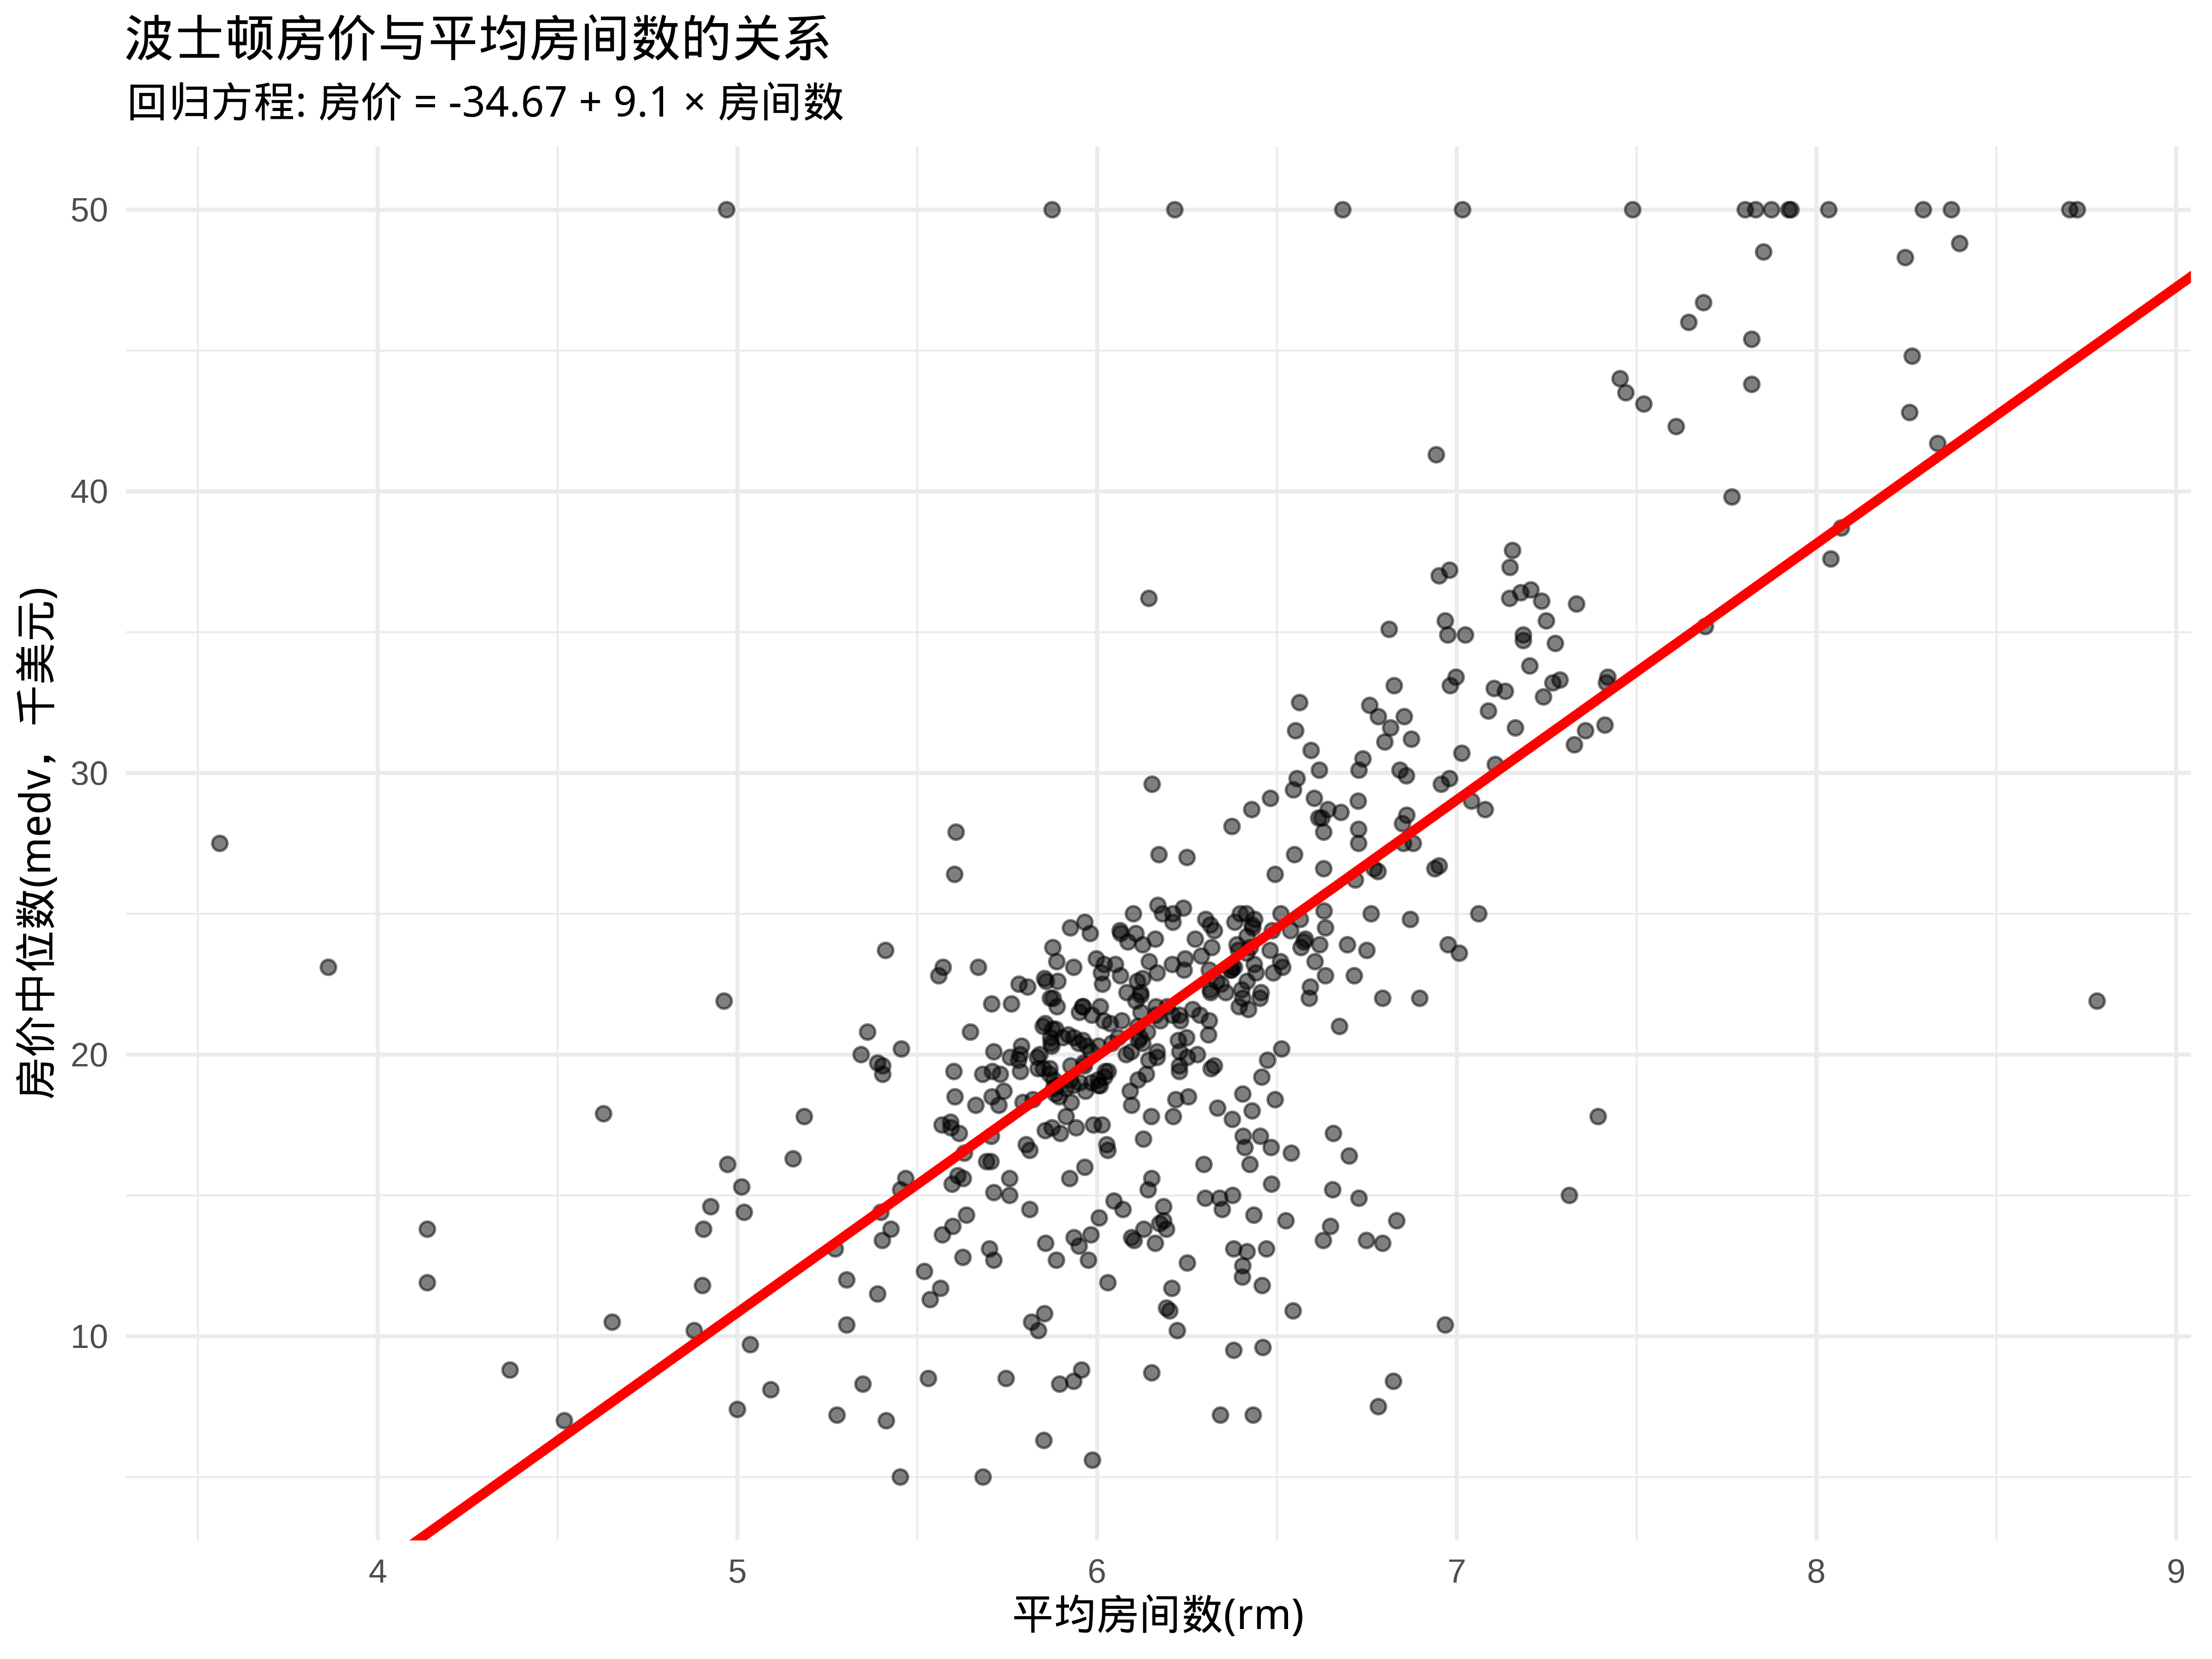 波士顿房价与平均房间数的关系
回归方程: 房价 = -34.67 + 9.1 × 房间数
50
40
30
20
10
房价中位数(medv，千美元)
4 5 6 7 8 9
平均房间数(rm)